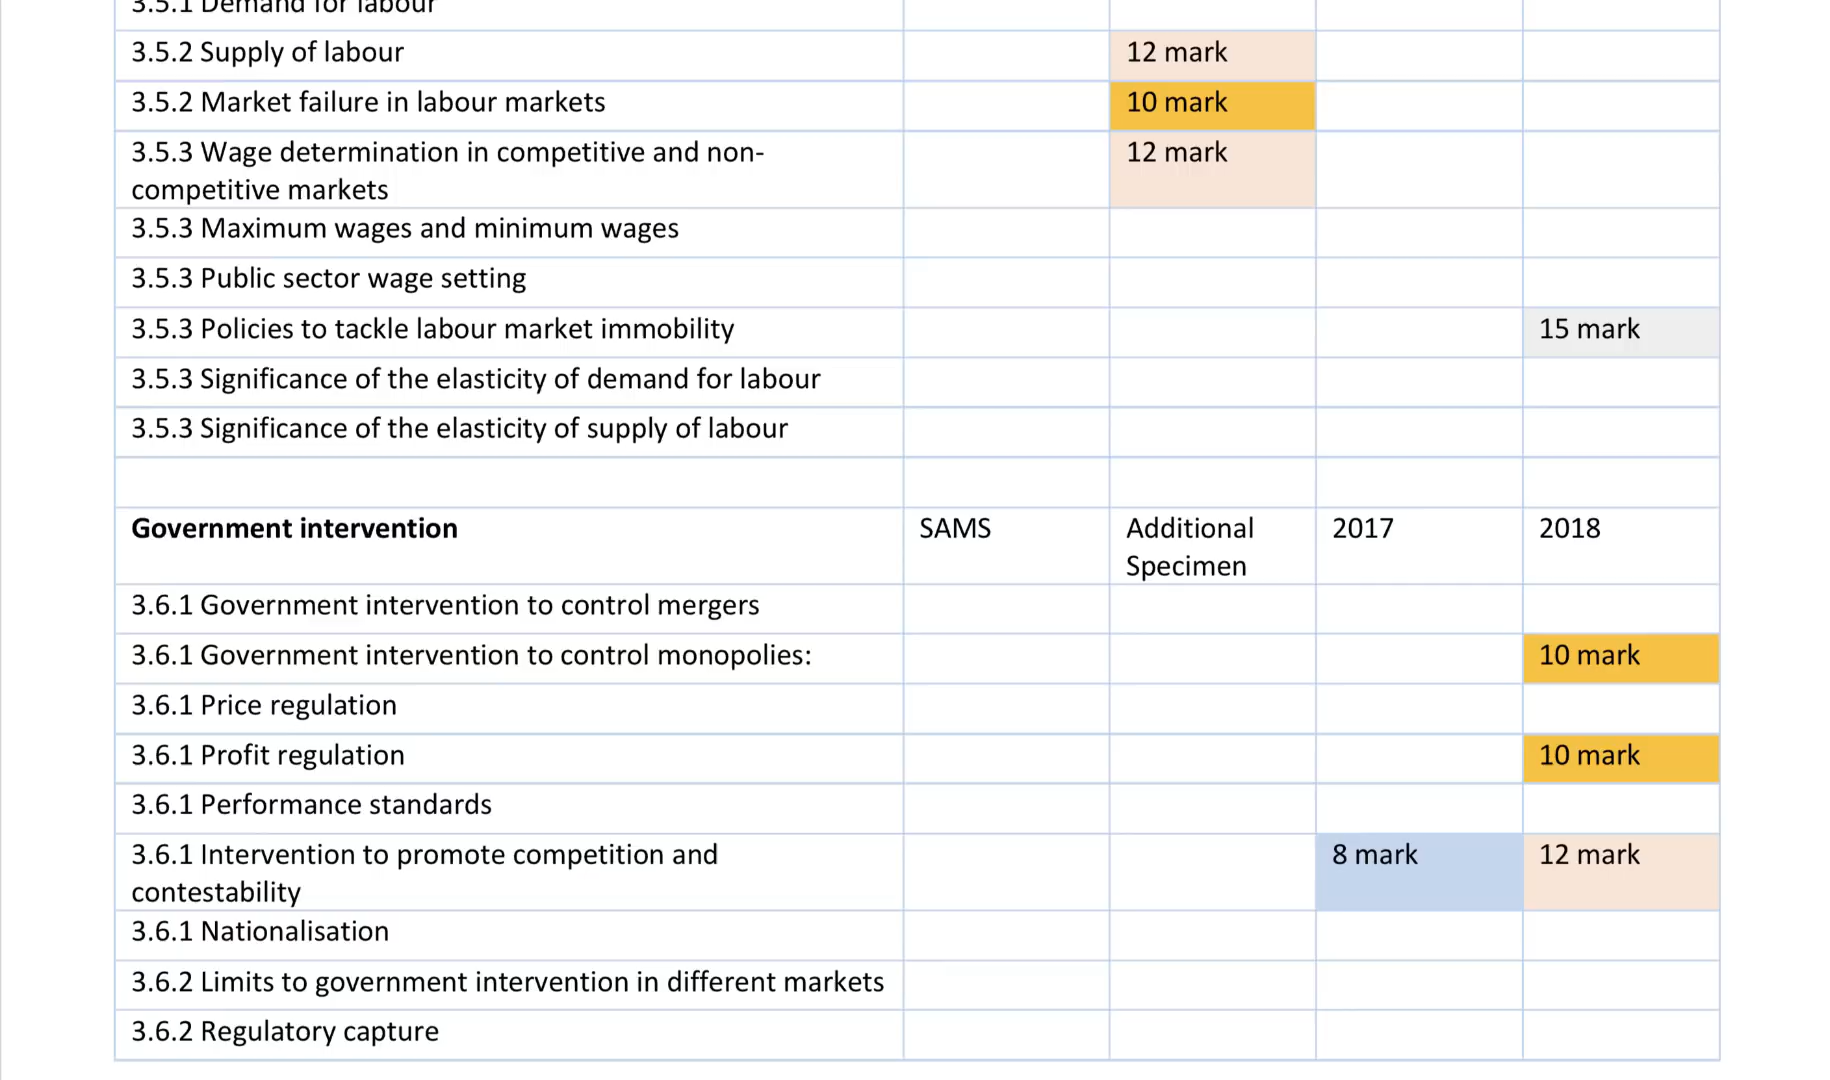 3.5.1 Demand for labour
3.5.2 Supply of labour 12 mark
3.5.2 Market failure in labour markets 10 mark
3.5.3 Wage determination in competitive and non- 12 mark
competitive markets
3.5.3 Maximum wages and minimum wages
3.5.3 Public sector wage setting
3.5.3 Policies to tackle labour market immobility 15 mark
3.5.3 Significance of the elasticity of demand for labour
3.5.3 Significance of the elasticity of supply of labour
Government intervention SAMS Additional 2017 2018
Specimen
3.6.1 Government intervention to control mergers
3.6.1 Government intervention to control monopolies: 10 mark
3.6.1 Price regulation
3.6.1 Profit regulation 10 mark
3.6.1 Performance standards
3.6.1 Intervention to promote competition and 8 mark 12 mark
contestability
3.6.1 Nationalisation
3.6.2 Limits to government intervention in different markets
3.6.2 Regulatory capture